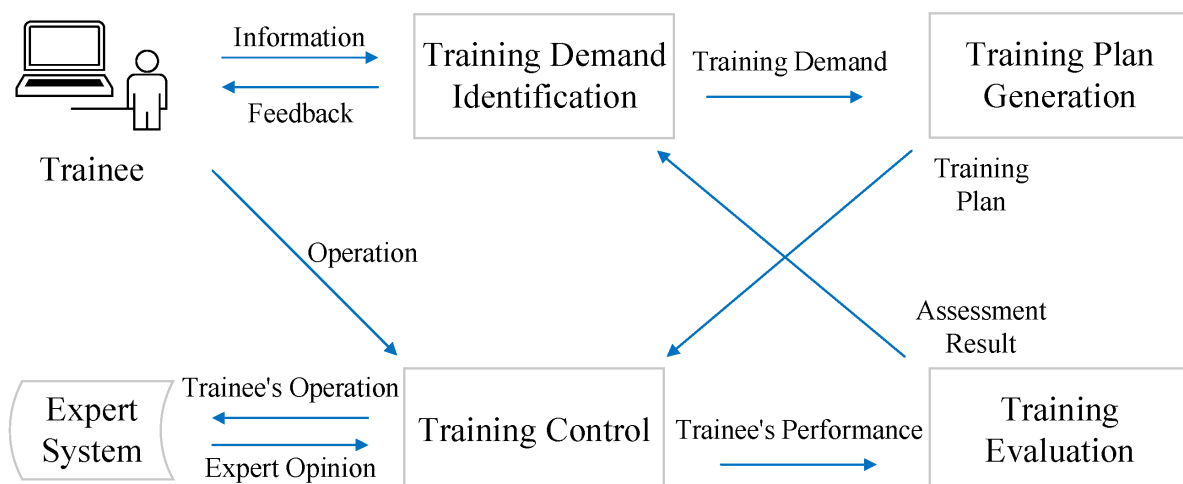 Information
Feedback
Trainee
Training Demand
Identification
Training Demand
Training Plan
Generation
Training
Plan
Operation
Assessment
Result
Expert
System
Trainee's Operation
Expert Opinion
Training Control
Trainee's Performance
Training
Evaluation